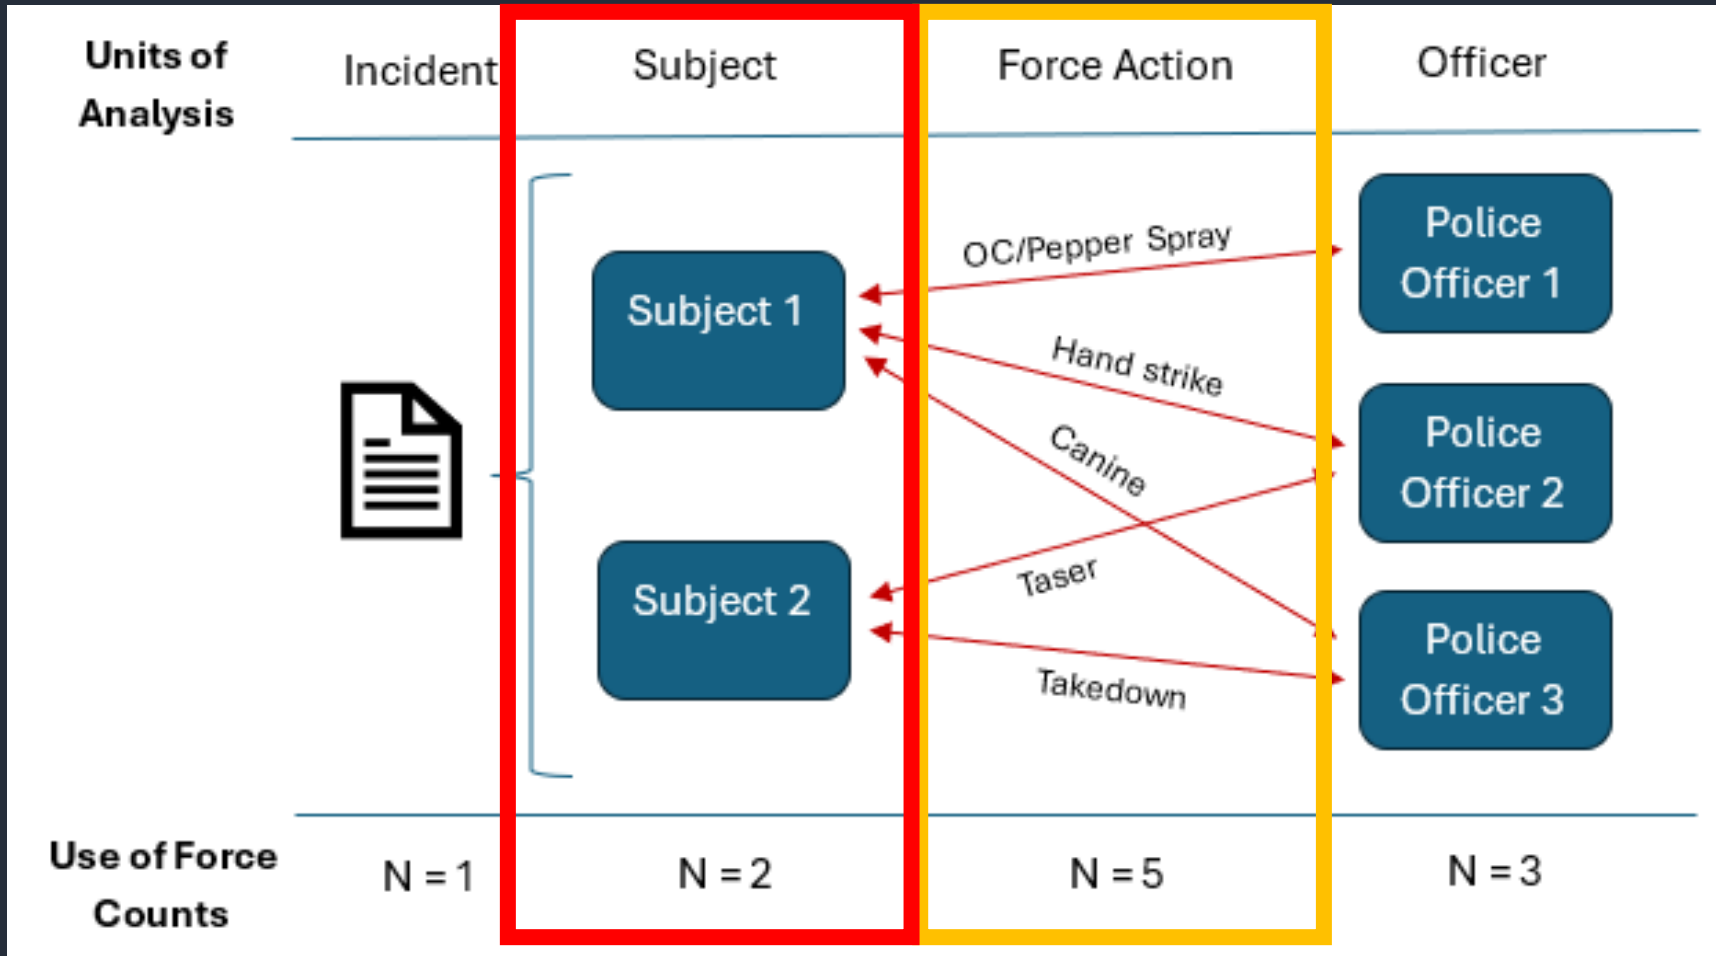 Units of
Analysis
Incident
Subject
Force Action
Officer
OC/Pepper Spray
Police
Officer 1
Subject 1
Hand strike
Canine
Police
Officer 2
Taser
Subject 2
Takedown
Police
Officer 3
Use of Force
Counts
N = 1
N = 2
N = 5
N = 3